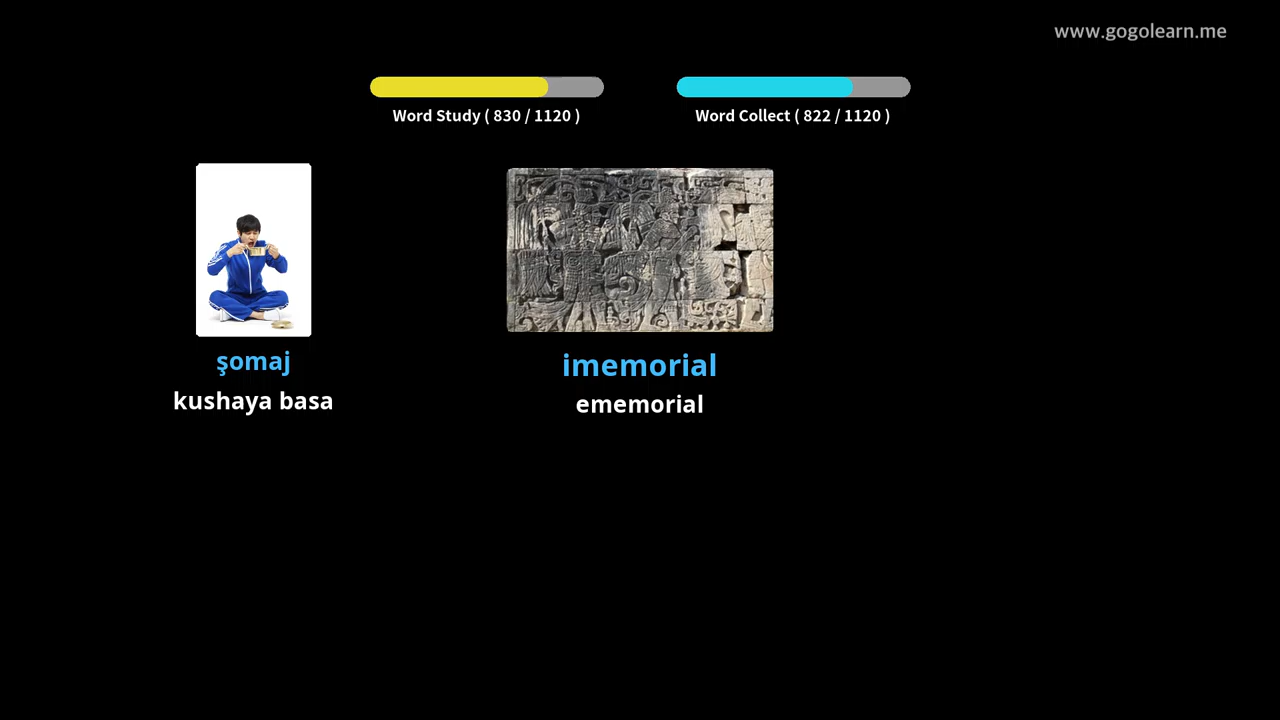 www.gogolearn.me
Word Study ( 830 / 1120 )
Word Collect ( 822 / 1120 )
şomaj
kushaya basa
imemorial
ememorial